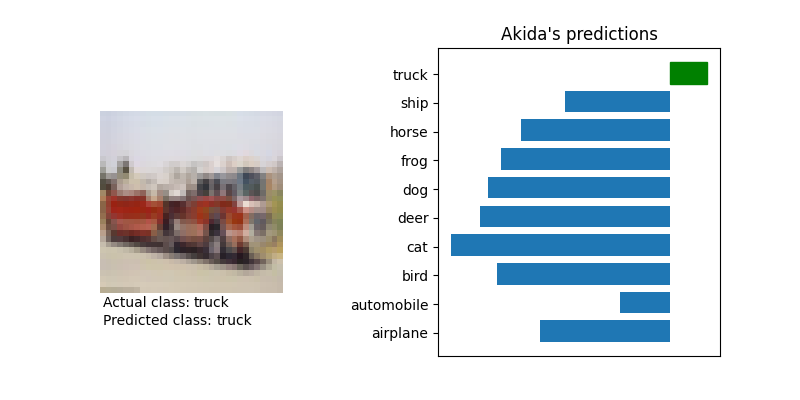 Akida's predictions
truck
ship
horse
frog
dog
deer
cat
bird
automobile
airplane
Actual class: truck
Predicted class: truck